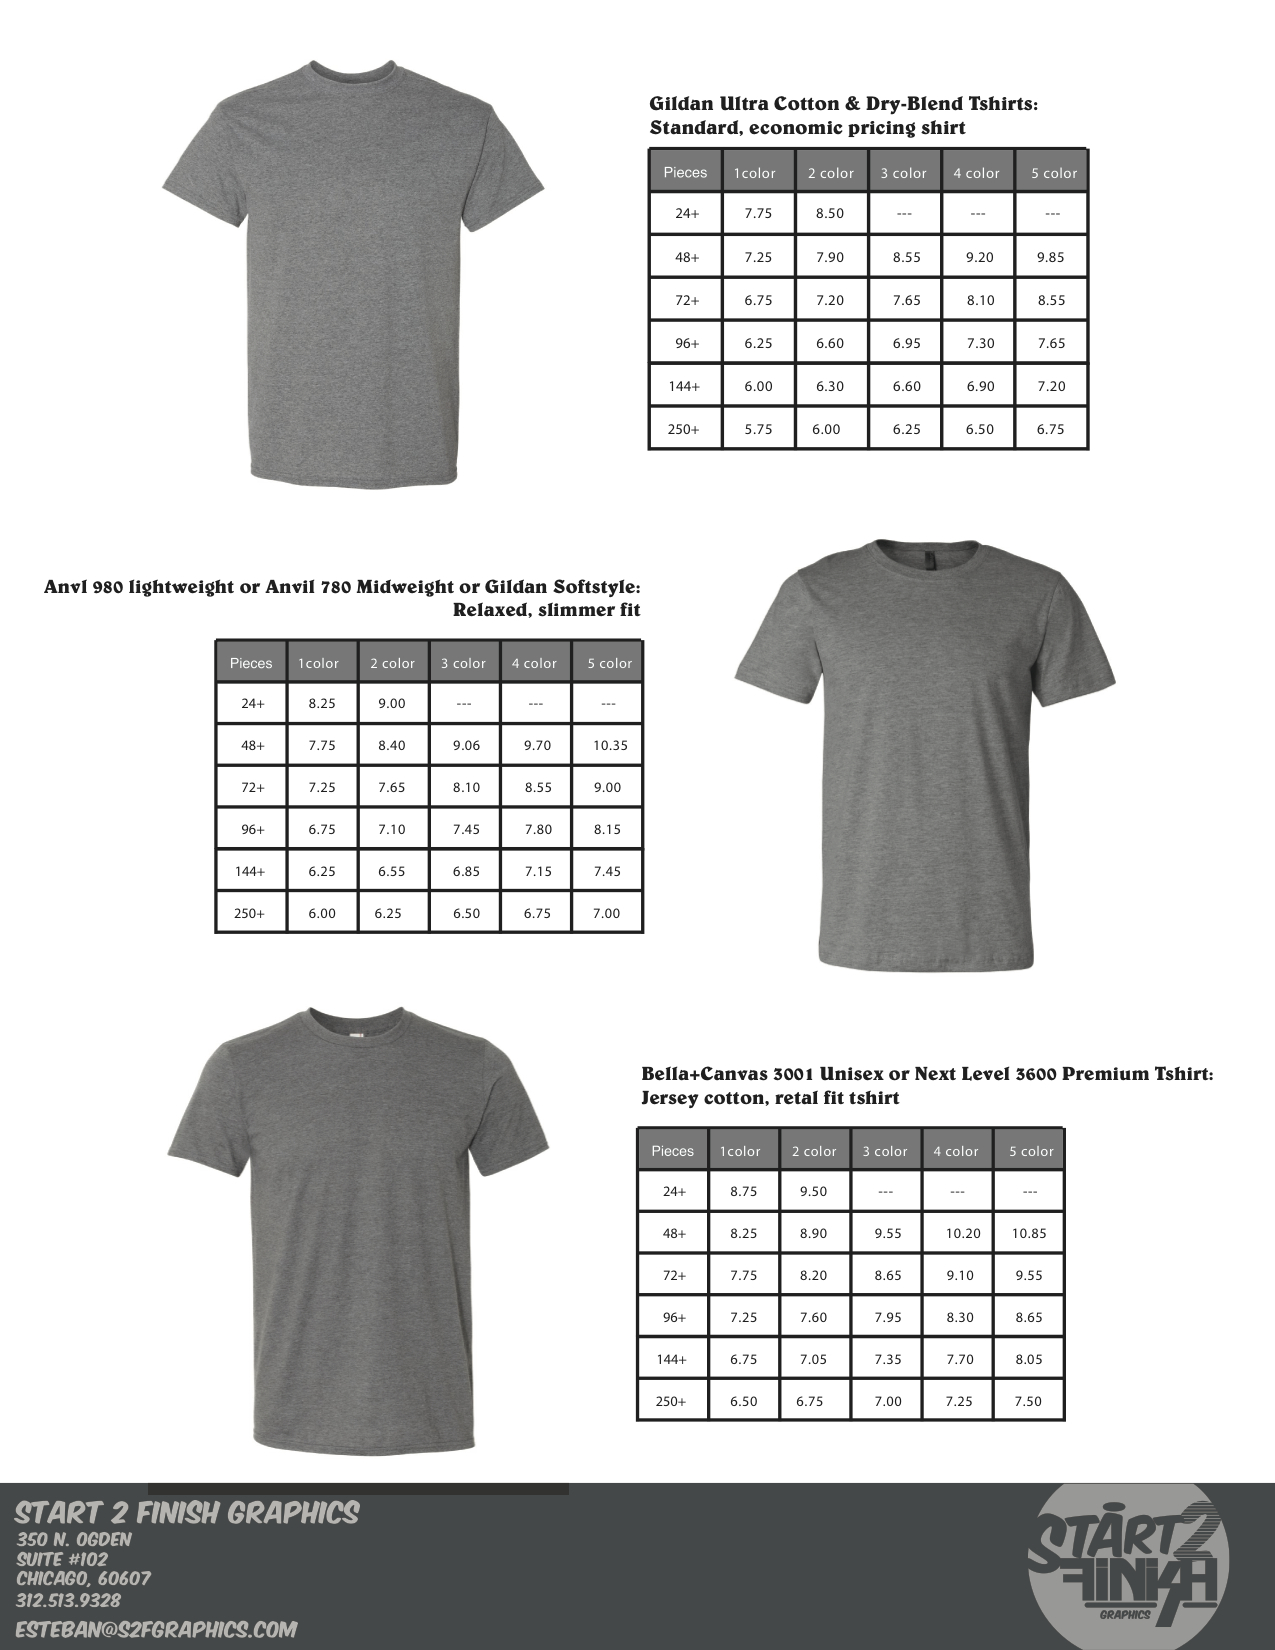 Gildan Ultra Cotton & Dry-Blend Tshirts:
Standard, economic pricing shirt
Pieces 1color 2 color 3 color 4 color 5 color
24+ 7.75 8.50 --- --- ---
48+ 7.25 7.90 8.55 9.20 9.85
72+ 6.75 7.20 7.65 8.10 8.55
96+ 6.25 6.60 6.95 7.30 7.65
144+ 6.00 6.30 6.60 6.90 7.20
250+ 5.75 6.00 6.25 6.50 6.75
Anvl 980 lightweight or Anvil 780 Midweight or Gildan Softstyle:
Relaxed, slimmer fit
Pieces 1color 2 color 3 color 4 color 5 color
24+ 8.25 9.00 --- --- ---
48+ 7.75 8.40 9.06 9.70 10.35
72+ 7.25 7.65 8.10 8.55 9.00
96+ 6.75 7.10 7.45 7.80 8.15
144+ 6.25 6.55 6.85 7.15 7.45
250+ 6.00 6.25 6.50 6.75 7.00
Bella+Canvas 3001 Unisex or Next Level 3600 Premium Tshirt:
Jersey cotton, retal fit tshirt
Pieces 1color 2 color 3 color 4 color 5 color
24+ 8.75 9.50 --- --- ---
48+ 8.25 8.90 9.55 10.20 10.85
72+ 7.75 8.20 8.65 9.10 9.55
96+ 7.25 7.60 7.95 8.30 8.65
144+ 6.75 7.05 7.35 7.70 8.05
250+ 6.50 6.75 7.00 7.25 7.50
START 2 FINISH GRAPHICS
350 N. OGDEN
SUITE #102
CHICAGO, 60607
312.513.9328
ESTEBAN@S2FGRAPHICS.COM
START 2
FINISH
GRAPHICS